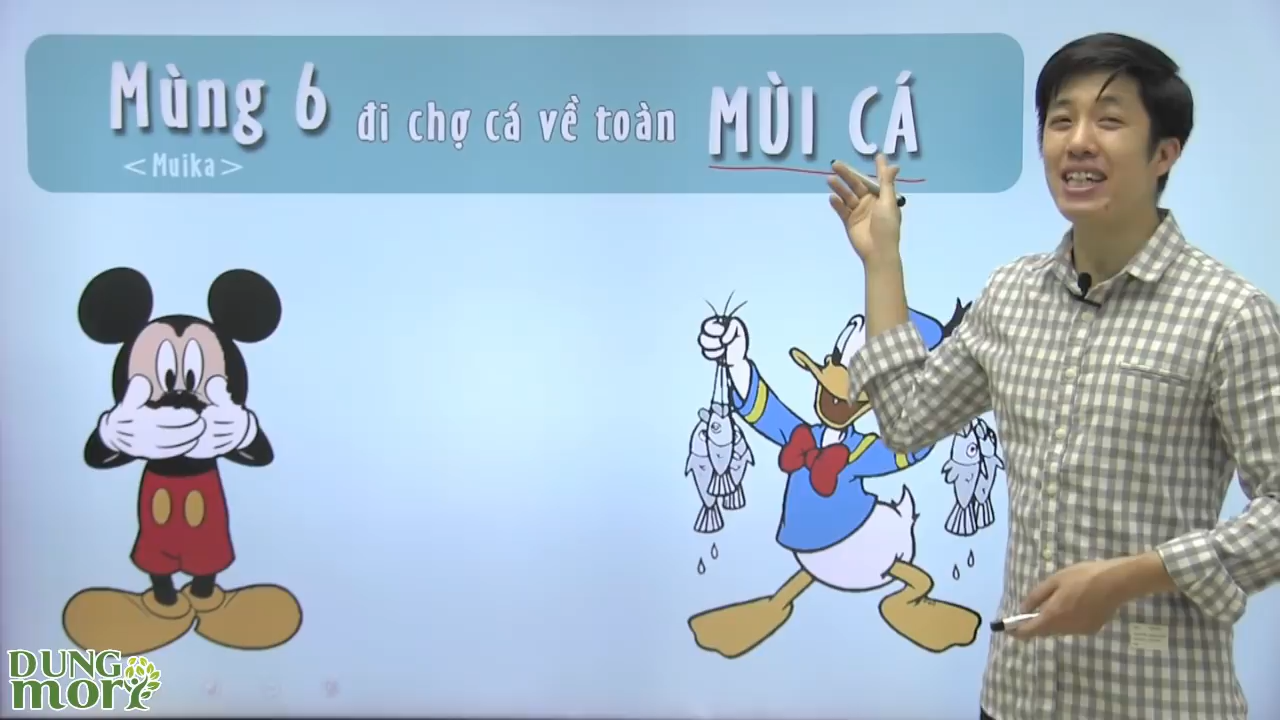 Mùng 6 đi chợ cá về toàn MÙI CÁ
<Muika>
DUNG
mori